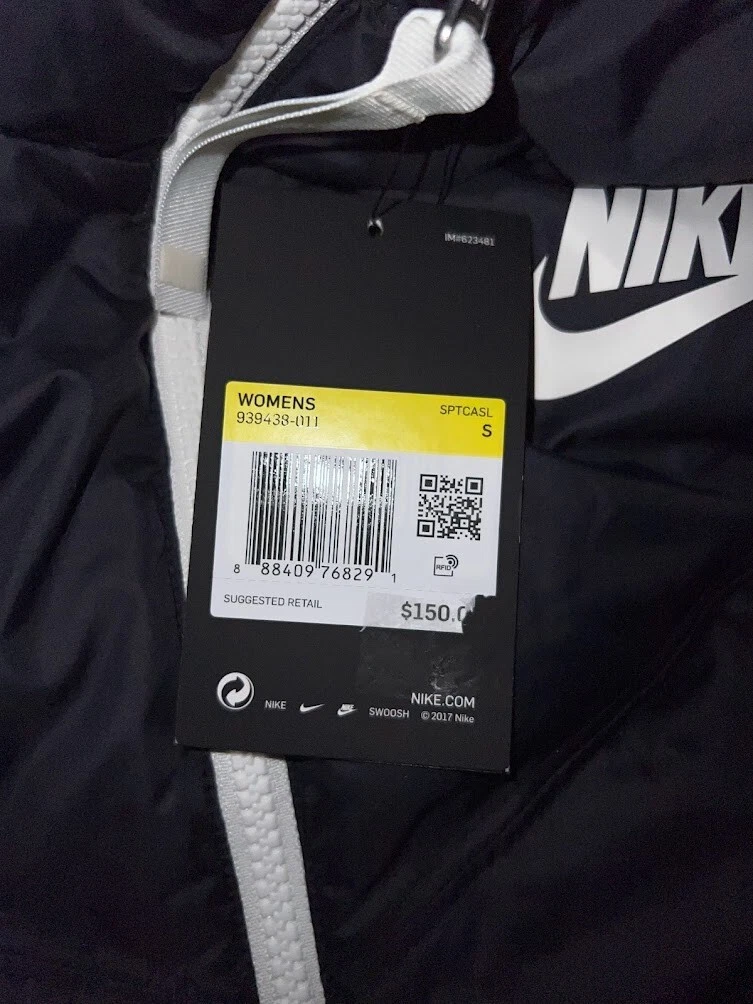 IM#623481
NIKE
WOMENS
SPTCASL
939438-011
S
8 88409 76829 1
RFID
SUGGESTED RETAIL
$150.0
NIKE.COM
NIKE NIKE SWOOSH © 2017 Nike